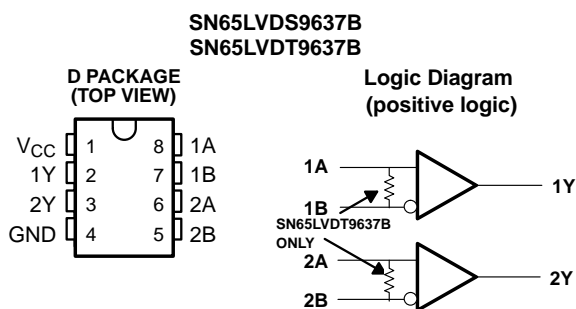 SN65LVDS9637B
SN65LVDT9637B
D PACKAGE
(TOP VIEW)
VCC 1 8 1A
1Y 2 7 1B
2Y 3 6 2A
GND 4 5 2B
Logic Diagram
(positive logic)
1A
1Y
1B
SN65LVDT9637B
ONLY
2A
2Y
2B